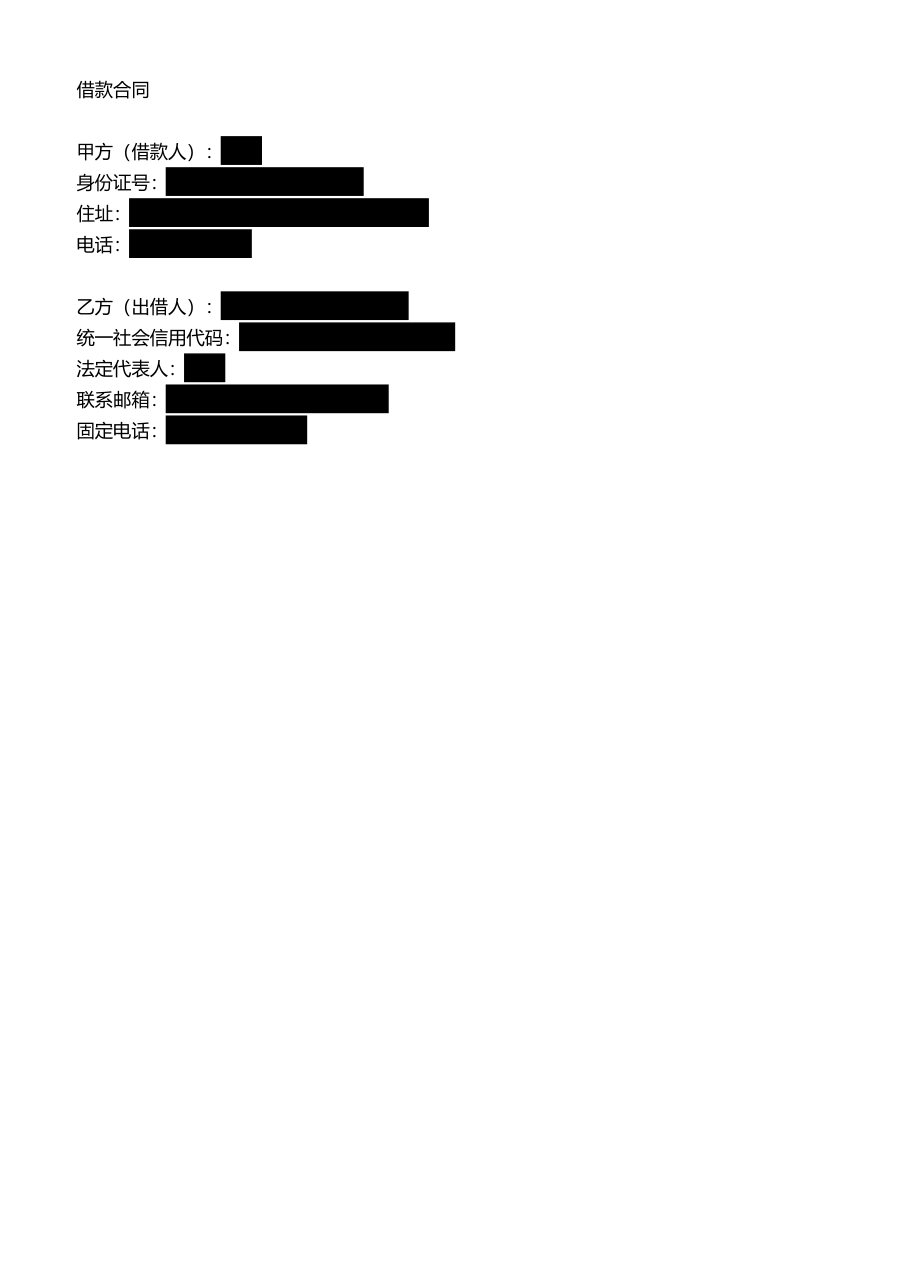 借款合同
甲方（借款人）：
身份证号：
住址：
电话：
乙方（出借人）：
统一社会信用代码：
法定代表人：
联系邮箱：
固定电话：